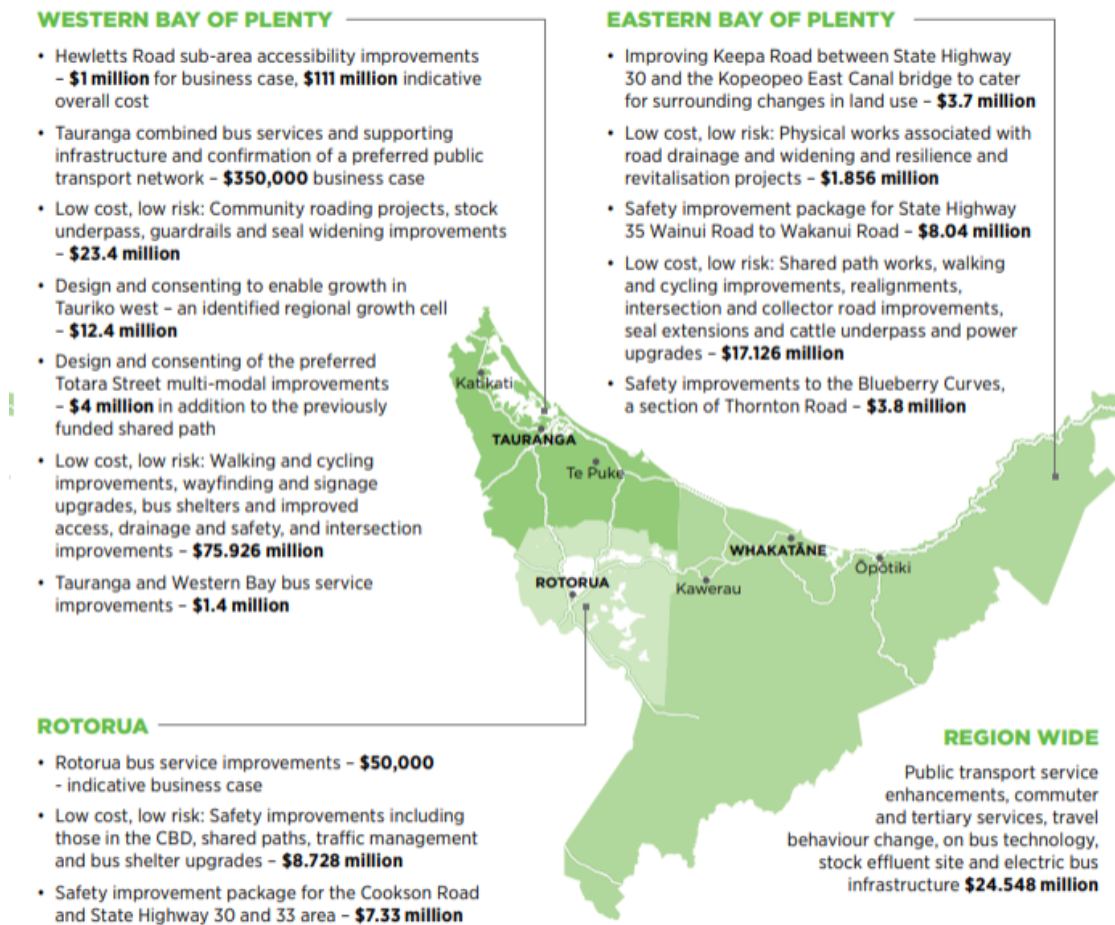 WESTERN BAY OF PLENTY
• Hewletts Road sub-area accessibility improvements
– $1 million for business case, $111 million indicative
overall cost
• Tauranga combined bus services and supporting
infrastructure and confirmation of a preferred public
transport network – $350,000 business case
• Low cost, low risk: Community roading projects, stock
underpass, guardrails and seal widening improvements
– $23.4 million
• Design and consenting to enable growth in
Tauriko west – an identified regional growth cell
– $12.4 million
• Design and consenting of the preferred
Totara Street multi-modal improvements
– $4 million in addition to the previously
funded shared path
• Low cost, low risk: Walking and cycling
improvements, wayfinding and signage
upgrades, bus shelters and improved
access, drainage and safety, and intersection
improvements – $75.926 million
• Tauranga and Western Bay bus service
improvements – $1.4 million
EASTERN BAY OF PLENTY
• Improving Keepa Road between State Highway
30 and the Kopeopeo East Canal bridge to cater
for surrounding changes in land use – $3.7 million
• Low cost, low risk: Physical works associated with
road drainage and widening and resilience and
revitalisation projects – $1.856 million
• Safety improvement package for State Highway
35 Wainui Road to Wakanui Road – $8.04 million
• Low cost, low risk: Shared path works, walking
and cycling improvements, realignments,
intersection and collector road improvements,
seal extensions and cattle underpass and power
upgrades – $17.126 million
• Safety improvements to the Blueberry Curves,
a section of Thornton Road – $3.8 million
Katikati
TAURANGA
Te Puke
WHAKATĀNE
Ōpōtiki
ROTORUA
Kawerau
ROTORUA
• Rotorua bus service improvements – $50,000
- indicative business case
• Low cost, low risk: Safety improvements including
those in the CBD, shared paths, traffic management
and bus shelter upgrades – $8.728 million
• Safety improvement package for the Cookson Road
and State Highway 30 and 33 area – $7.33 million
REGION WIDE
Public transport service
enhancements, commuter
and tertiary services, travel
behaviour change, on bus technology,
stock effluent site and electric bus
infrastructure $24.548 million